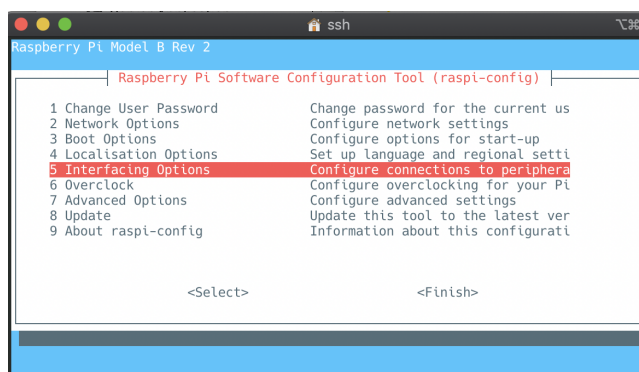 ssh
Raspberry Pi Model B Rev 2
Raspberry Pi Software Configuration Tool (raspi-config)
1 Change User Password Change password for the current us
2 Network Options Configure network settings
3 Boot Options Configure options for start-up
4 Localisation Options Set up language and regional setti
5 Interfacing Options Configure connections to periphera
6 Overclock Configure overclocking for your Pi
7 Advanced Options Configure advanced settings
8 Update Update this tool to the latest ver
9 About raspi-config Information about this configurati
<Select> <Finish>